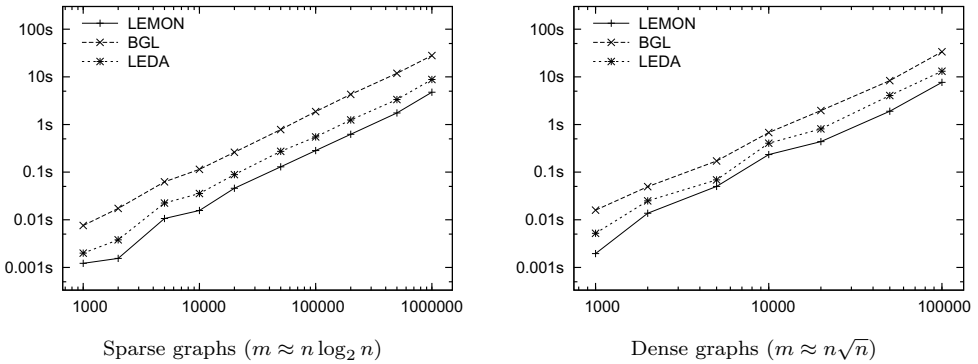 100s
10s
1s
0.1s
0.01s
0.001s
LEMON
BGL
LEDA
1000
10000
100000
1000000
Sparse graphs (m ≈ n log₂ n)
100s
10s
1s
0.1s
0.01s
0.001s
LEMON
BGL
LEDA
1000
10000
100000
Dense graphs (m ≈ n√n)